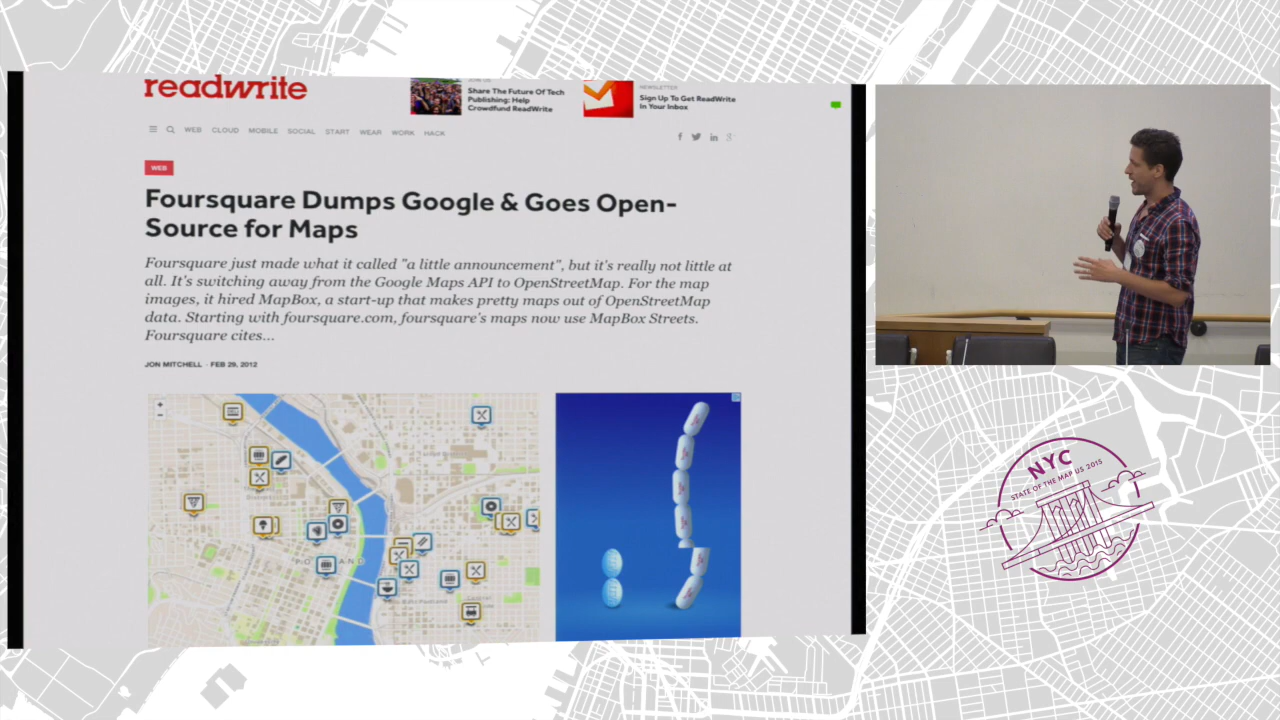 readwrite
Share The Future Of Tech
Publishing: Help
Crowdfund ReadWrite
NEWSLETTER
Sign Up To Get ReadWrite
In Your Inbox
WEB CLOUD MOBILE SOCIAL START WEAR WORK HACK
WEB
Foursquare Dumps Google & Goes Open-
Source for Maps
Foursquare just made what it called "a little announcement", but it's really not little at
all. It's switching away from the Google Maps API to OpenStreetMap. For the map
images, it hired MapBox, a start-up that makes pretty maps out of OpenStreetMap
data. Starting with foursquare.com, foursquare's maps now use MapBox Streets.
Foursquare cites...
JON MITCHELL - FEB 29, 2012
NYC
STATE OF THE MAP US 2015